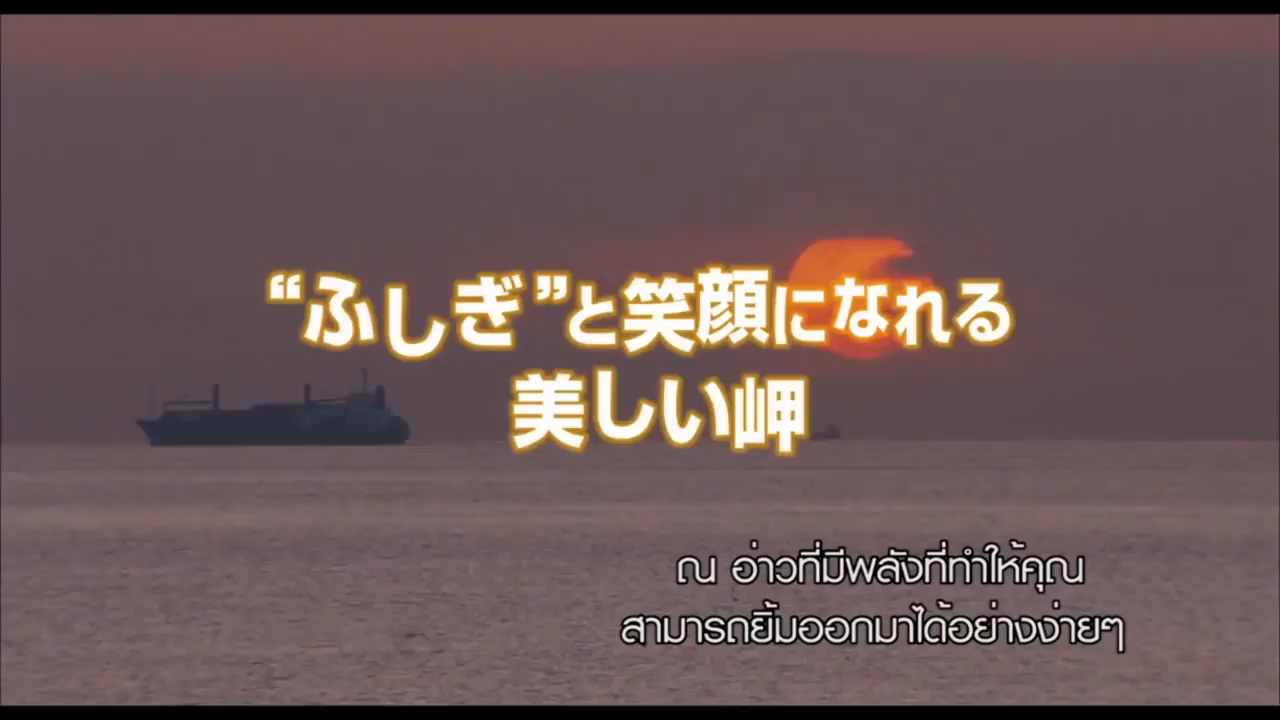 “ふしぎ”と笑顔になれる
美しい岬
ณ อ่าวที่มีพลังที่ทำให้คุณ
สามารถยิ้มออกมาได้อย่างง่ายๆ